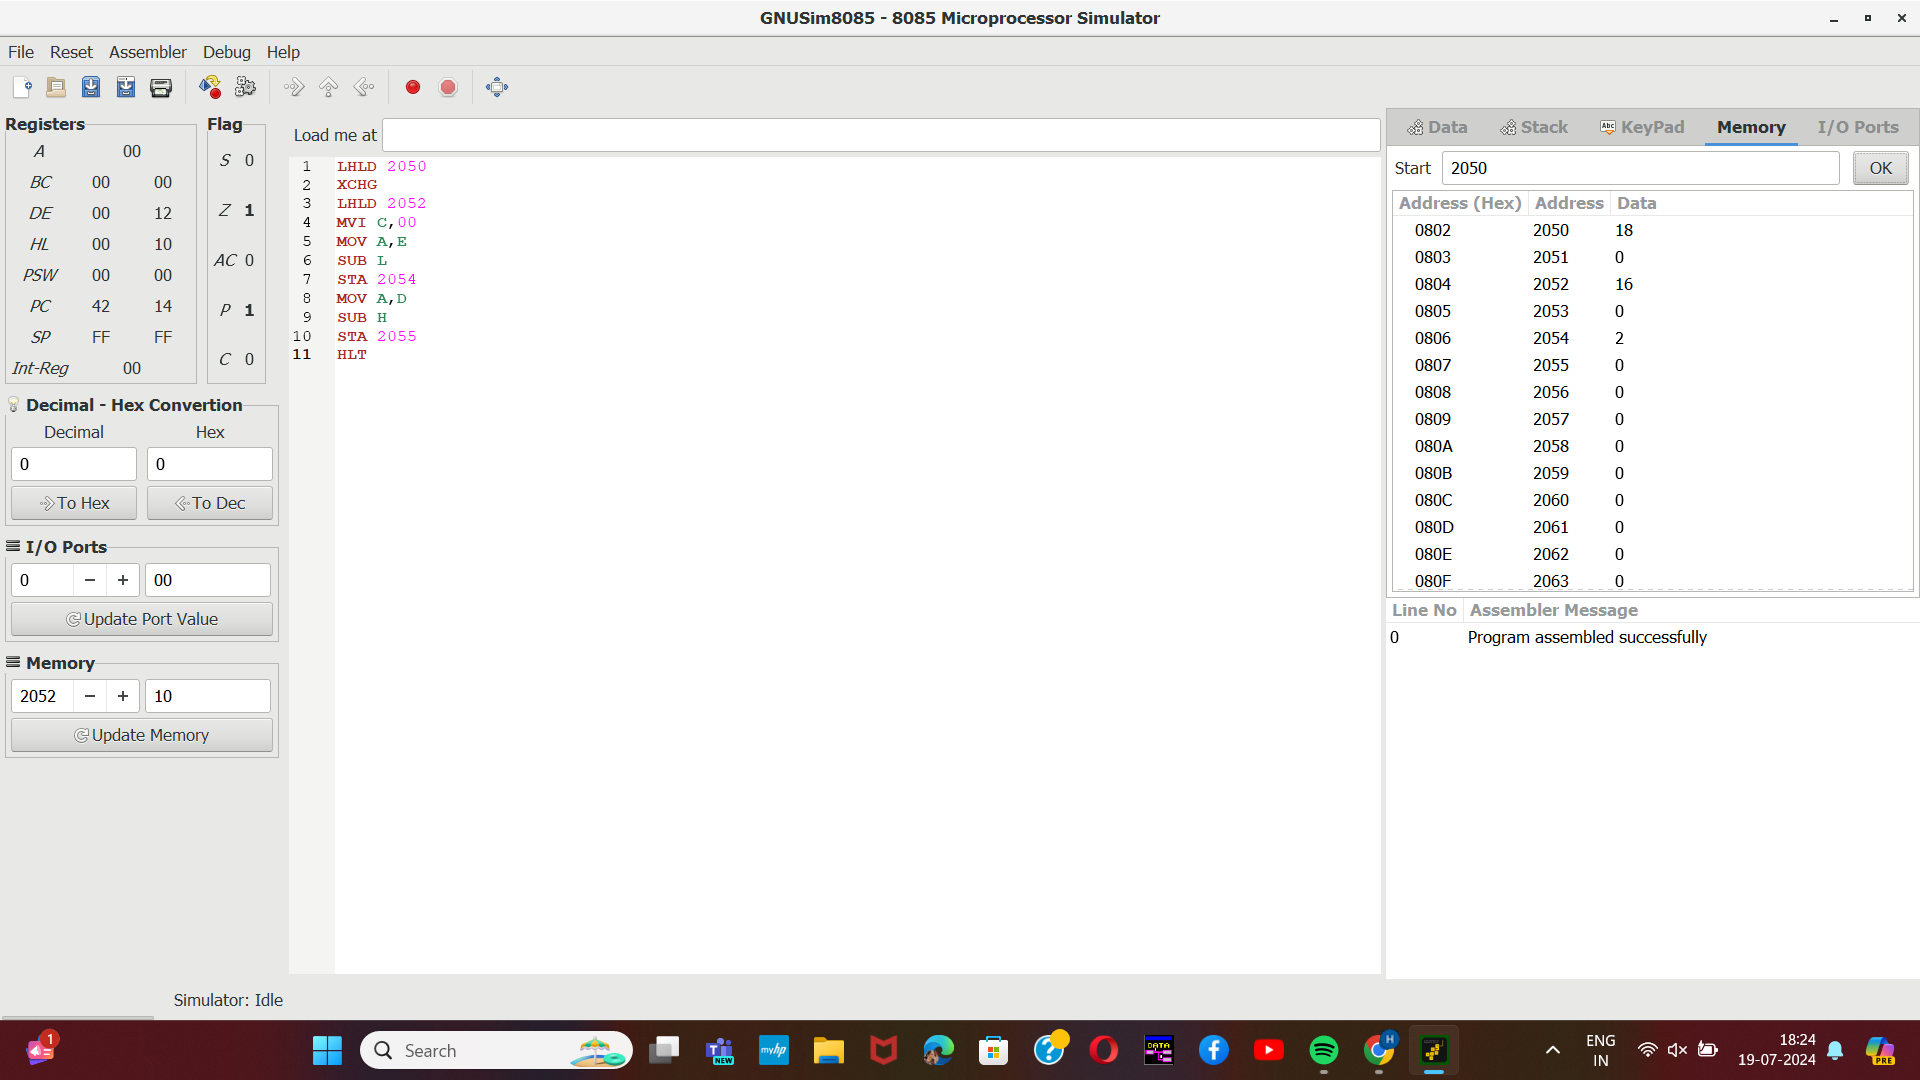 GNUSim8085 - 8085 Microprocessor Simulator
File Reset Assembler Debug Help
Registers
A 00
BC 00 00
DE 00 12
HL 00 10
PSW 00 00
PC 42 14
SP FF FF
Int-Reg 00
Flag
S 0
Z 1
AC 0
P 1
C 0
Decimal - Hex Convertion
Decimal Hex
0 0
To Hex To Dec
I/O Ports
0 − + 00
Update Port Value
Memory
2052 − + 10
Update Memory
Load me at
1 LHLD 2050
2 XCHG
3 LHLD 2052
4 MVI C,00
5 MOV A,E
6 SUB L
7 STA 2054
8 MOV A,D
9 SUB H
10 STA 2055
11 HLT
Data Stack Abc KeyPad Memory I/O Ports
Start 2050 OK
Address (Hex) Address Data
0802 2050 18
0803 2051 0
0804 2052 16
0805 2053 0
0806 2054 2
0807 2055 0
0808 2056 0
0809 2057 0
080A 2058 0
080B 2059 0
080C 2060 0
080D 2061 0
080E 2062 0
080F 2063 0
Line No Assembler Message
0 Program assembled successfully
Simulator: Idle
1 Search NEW myhp DATA H ENG 18:24 PRE
IN 19-07-2024